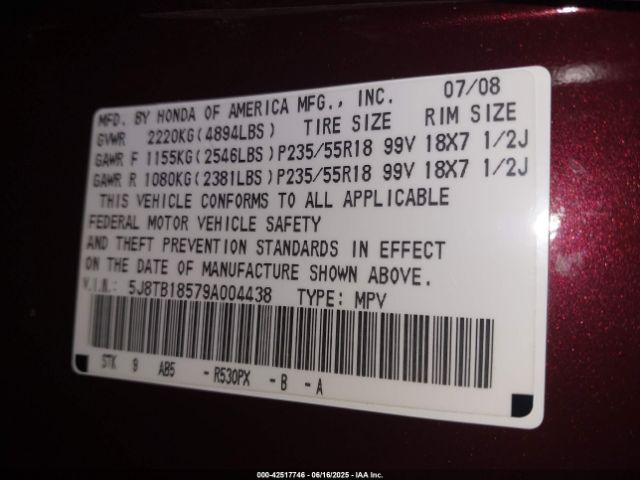 MFD. BY HONDA OF AMERICA MFG., INC. 07/08
GVWR 2220KG(4894LBS) TIRE SIZE RIM SIZE
GAWR F 1155KG(2546LBS)P235/55R18 99V 18X7 1/2J
GAWR R 1080KG(2381LBS)P235/55R18 99V 18X7 1/2J
THIS VEHICLE CONFORMS TO ALL APPLICABLE
FEDERAL MOTOR VEHICLE SAFETY
AND THEFT PREVENTION STANDARDS IN EFFECT
ON THE DATE OF MANUFACTURE SHOWN ABOVE.
V.I.N.: 5J8TB18579A004438 TYPE: MPV
STK 9 AB5 -R530PX -B -A
000-42517746 - 06/16/2025 - IAA Inc.